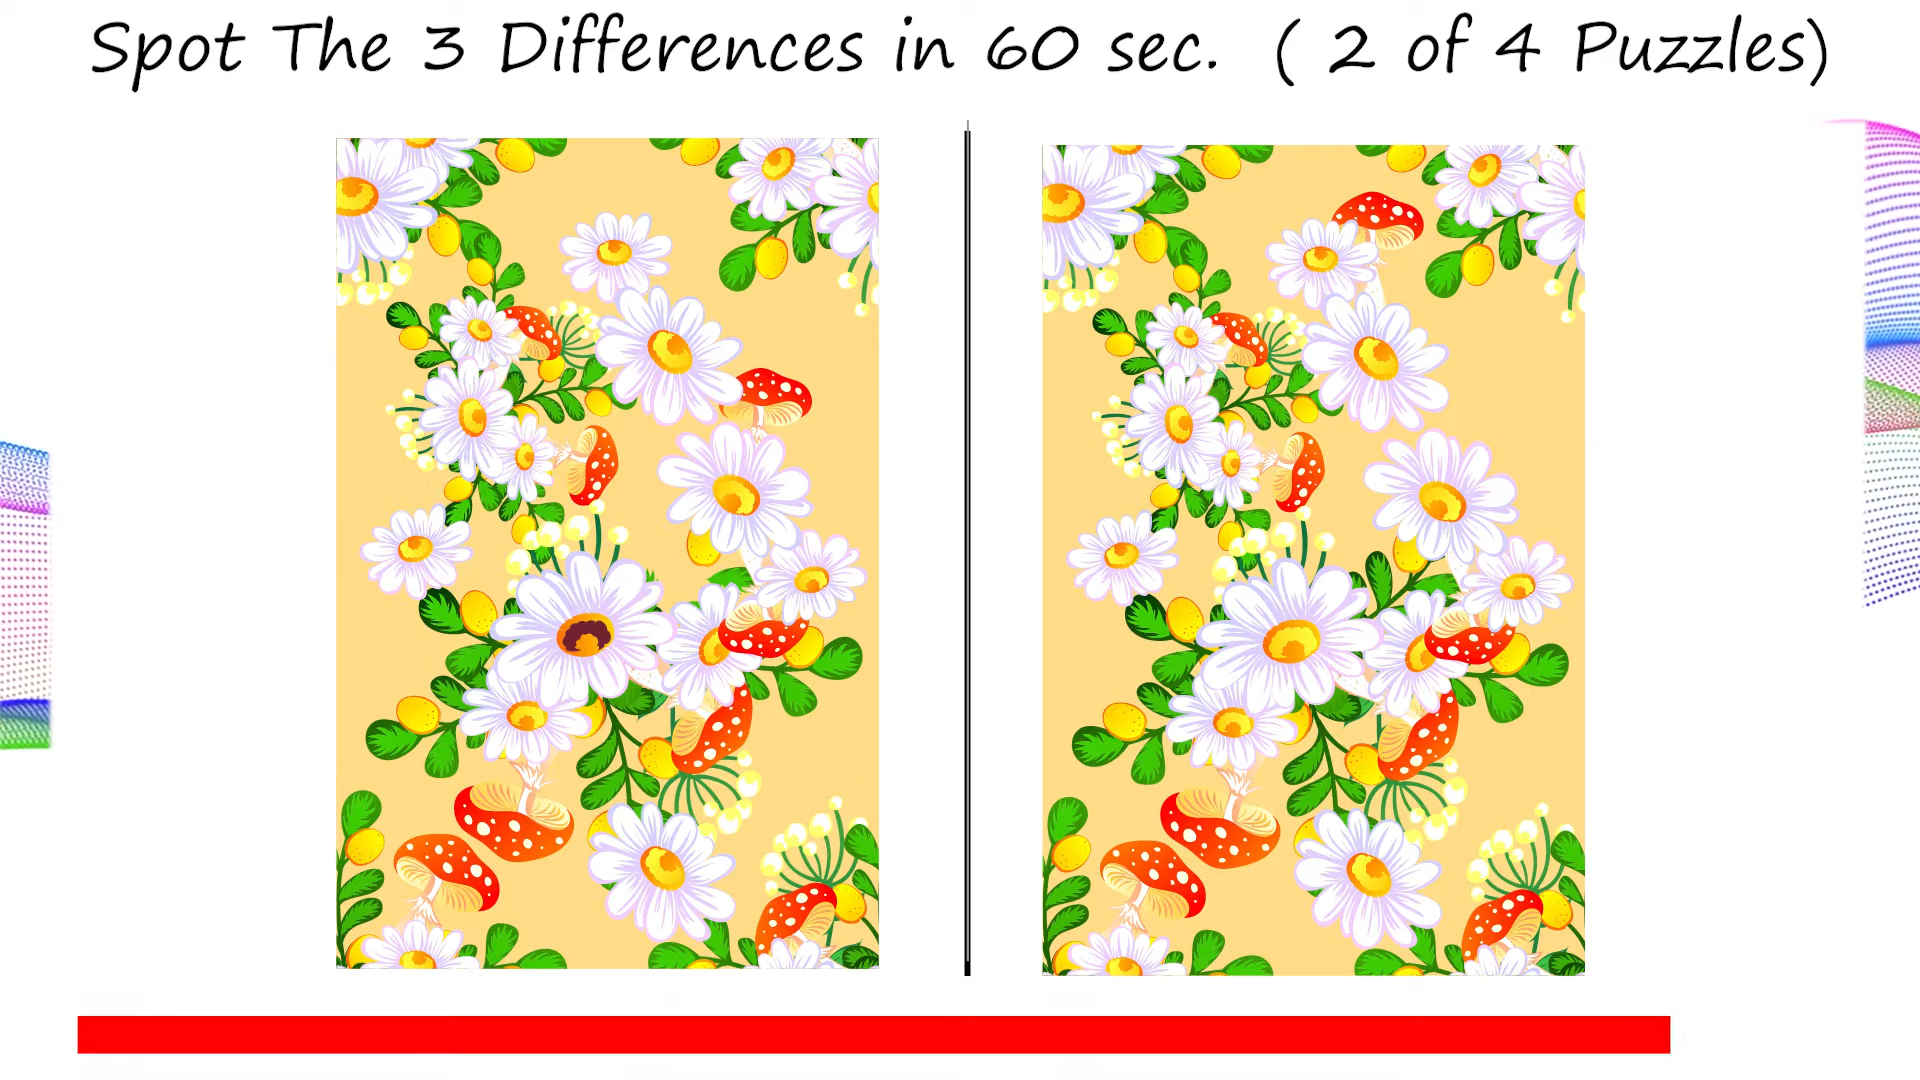 Spot The 3 Differences in 60 sec. ( 2 of 4 Puzzles)